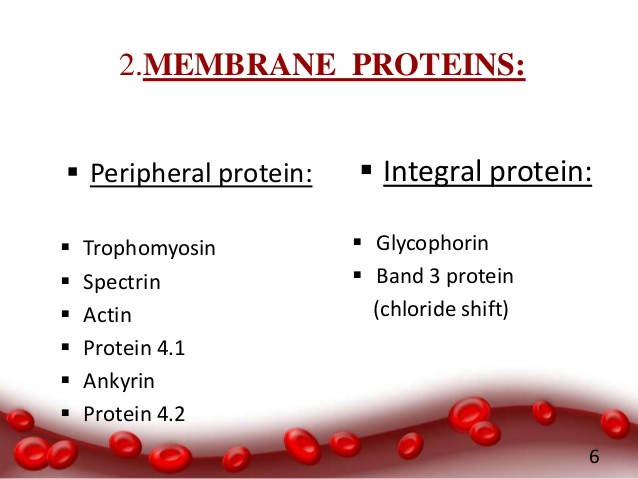 2.MEMBRANE PROTEINS:
▪ Peripheral protein:
▪ Trophomyosin
▪ Spectrin
▪ Actin
▪ Protein 4.1
▪ Ankyrin
▪ Protein 4.2
▪ Integral protein:
▪ Glycophorin
▪ Band 3 protein
(chloride shift)
6